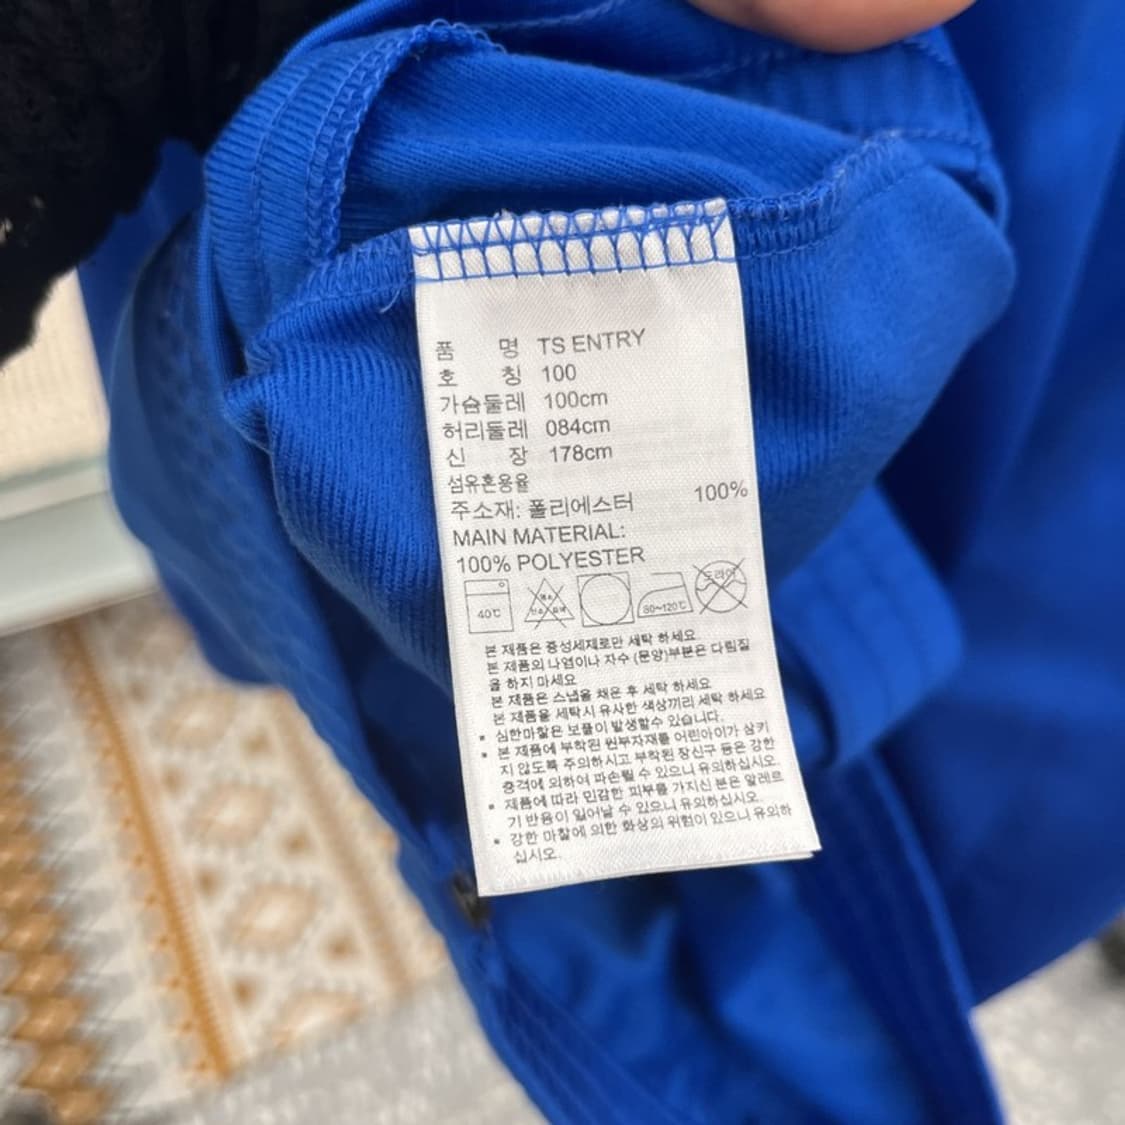 품 명 TS ENTRY
호 칭 100
가슴둘레 100cm
허리둘레 084cm
신 장 178cm
섬유혼용율
주소재: 폴리에스터 100%
MAIN MATERIAL:
100% POLYESTER
40℃
염소
산소 표백
80~120℃
드라이
본 제품은 중성세제로만 세탁 하세요
본 제품의 나염이나 자수 (문양)부분은 다림질
을 하지 마세요
본 제품은 스냅을 채운 후 세탁 하세요
본 제품을 세탁시 유사한 색상끼리 세탁 하세요
• 심한마찰은 보풀이 발생할수 있습니다.
• 본 제품에 부착된 원부자재를 어린아이가 삼키
지 않도록 주의하시고 부착된 장신구 등은 강한
충격에 의하여 파손될 수 있으니 유의하십시오.
• 제품에 따라 민감한 피부를 가지신 분은 알레르
기 반응이 일어날 수 있으니 유의하십시오.
• 강한 마찰에 의한 화상의 위험이 있으니 유의하
십시오.